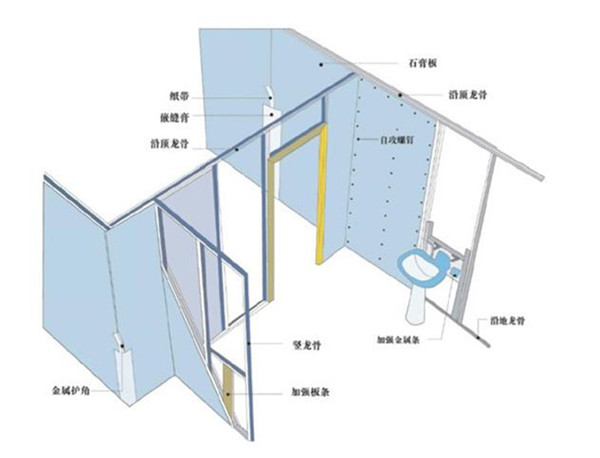 石膏板
纸带
沿顶龙骨
嵌缝膏
沿顶龙骨
自攻螺钉
沿地龙骨
加强金属条
竖龙骨
金属护角
加强板条